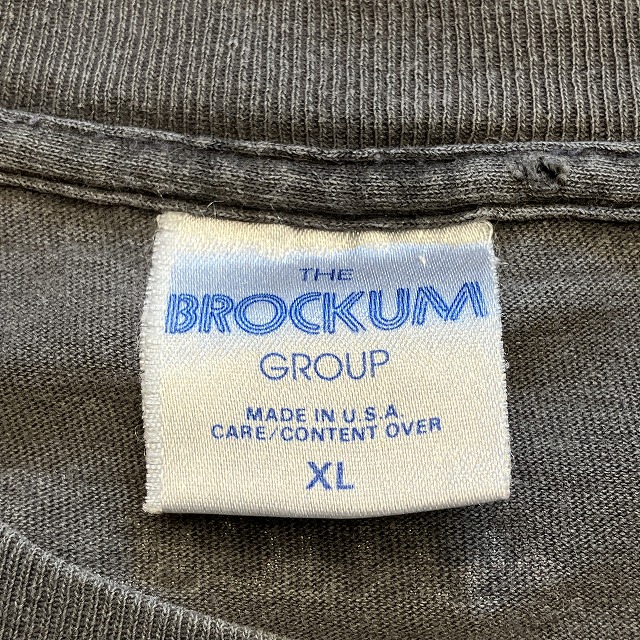 THE
BROCKUM
GROUP
MADE IN U.S.A.
CARE/CONTENT OVER
XL